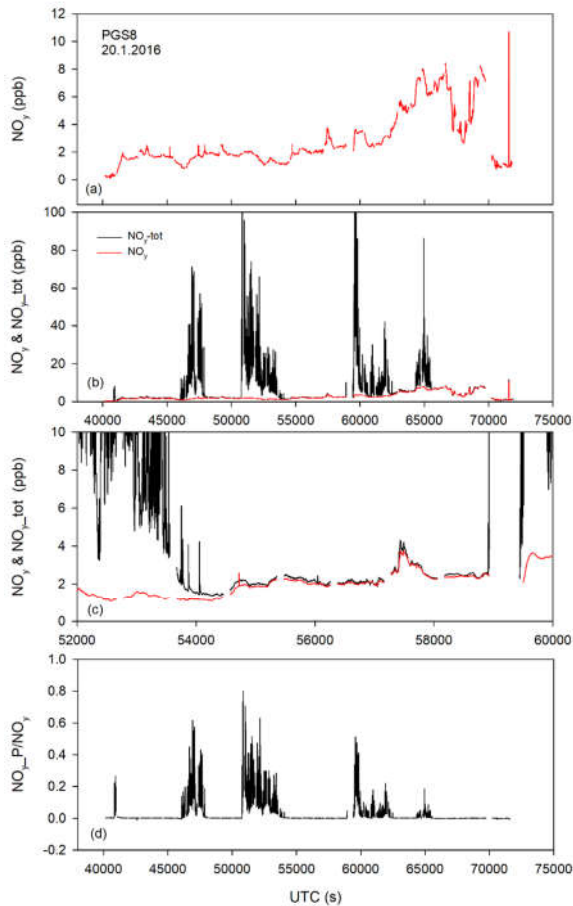 PGS8
20.1.2016
12
10
8
6
4
2
0
NOy (ppb)
(a)
100
80
60
40
20
0
NOy & NOy_tot (ppb)
NOy-tot
NOy
(b)
40000 45000 50000 55000 60000 65000 70000 75000
10
8
6
4
2
0
NOy & NOy_tot (ppb)
(c)
52000 54000 56000 58000 60000
1.0
0.8
0.6
0.4
0.2
0.0
-0.2
NOy_P/NOy
(d)
40000 45000 50000 55000 60000 65000 70000 75000
UTC (s)